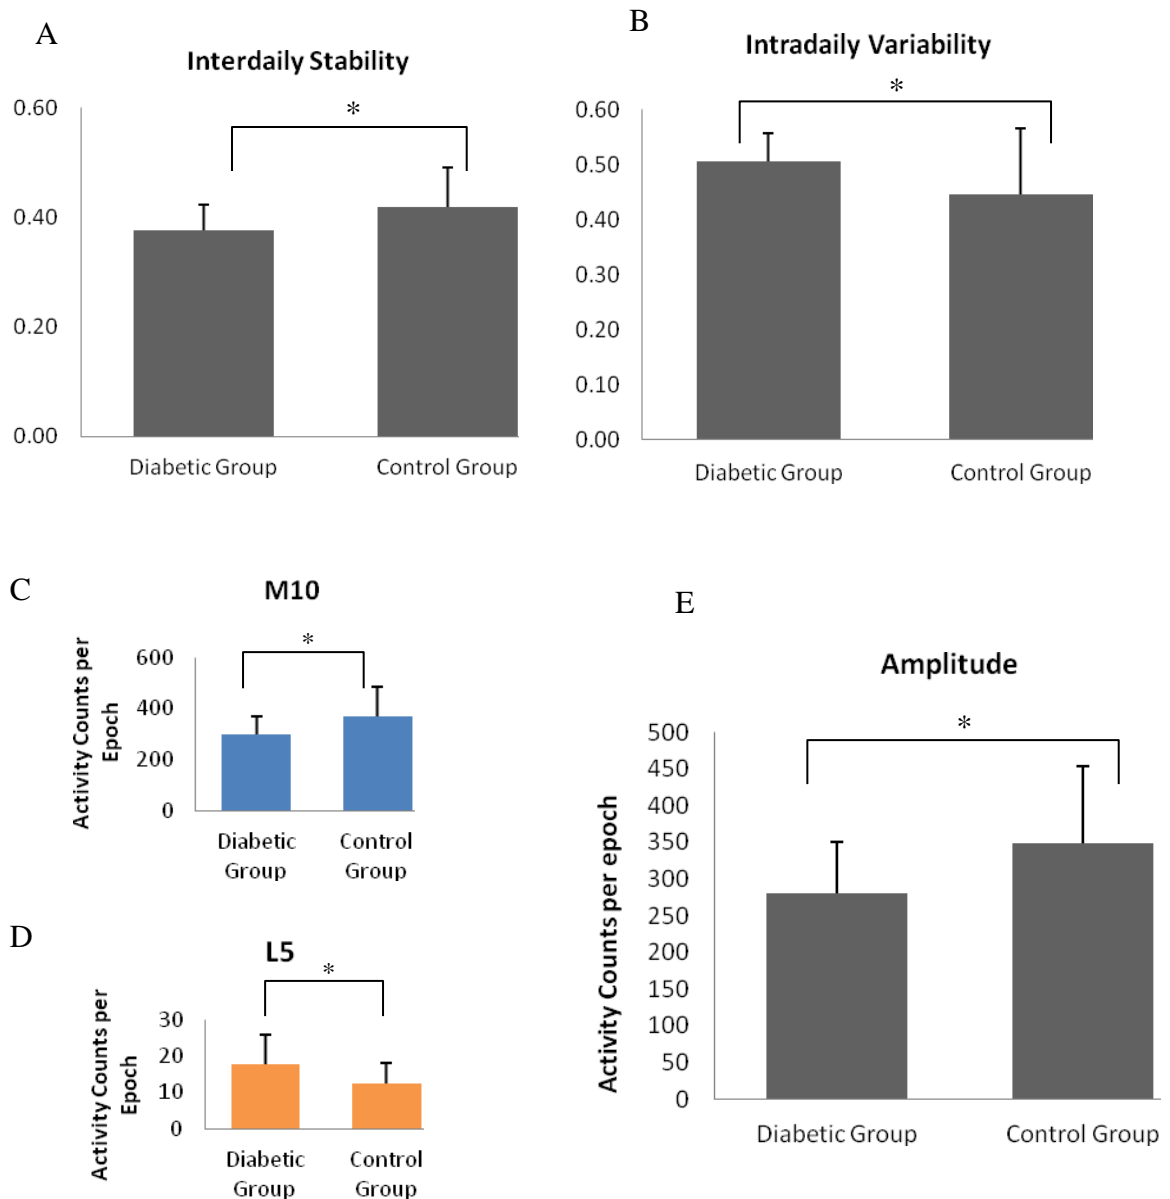 A
Interdaily Stability
*
0.60
0.40
0.20
0.00
Diabetic Group
Control Group
B
Intradaily Variability
*
0.60
0.50
0.40
0.30
0.20
0.10
0.00
Diabetic Group
Control Group
C
M10
*
Activity Counts per
Epoch
600
400
200
0
Diabetic
Group
Control
Group
D
L5
*
Activity Counts per
Epoch
30
20
10
0
Diabetic
Group
Control
Group
E
Amplitude
*
Activity Counts per epoch
500
450
400
350
300
250
200
150
100
50
0
Diabetic Group
Control Group